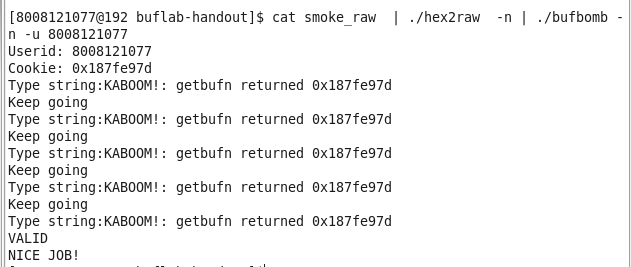 [8008121077@192 buflab-handout]$ cat smoke_raw  | ./hex2raw  -n | ./bufbomb -
n -u 8008121077
Userid: 8008121077
Cookie: 0x187fe97d
Type string:KABOOM!: getbufn returned 0x187fe97d
Keep going
Type string:KABOOM!: getbufn returned 0x187fe97d
Keep going
Type string:KABOOM!: getbufn returned 0x187fe97d
Keep going
Type string:KABOOM!: getbufn returned 0x187fe97d
Keep going
Type string:KABOOM!: getbufn returned 0x187fe97d
VALID
NICE JOB!